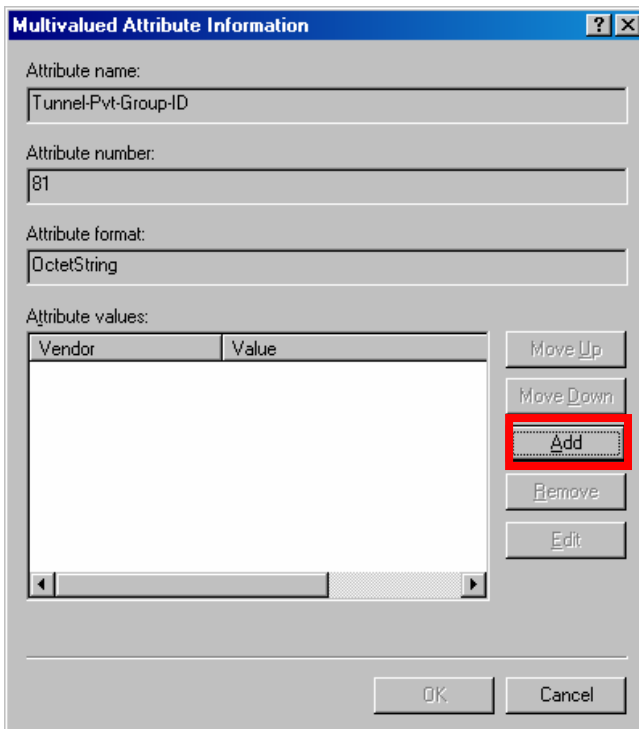 Multivalued Attribute Information
Attribute name:
Tunnel-Pvt-Group-ID
Attribute number:
81
Attribute format:
OctetString
Attribute values:
Vendor Value
Move Up
Move Down
Add
Remove
Edit
OK Cancel